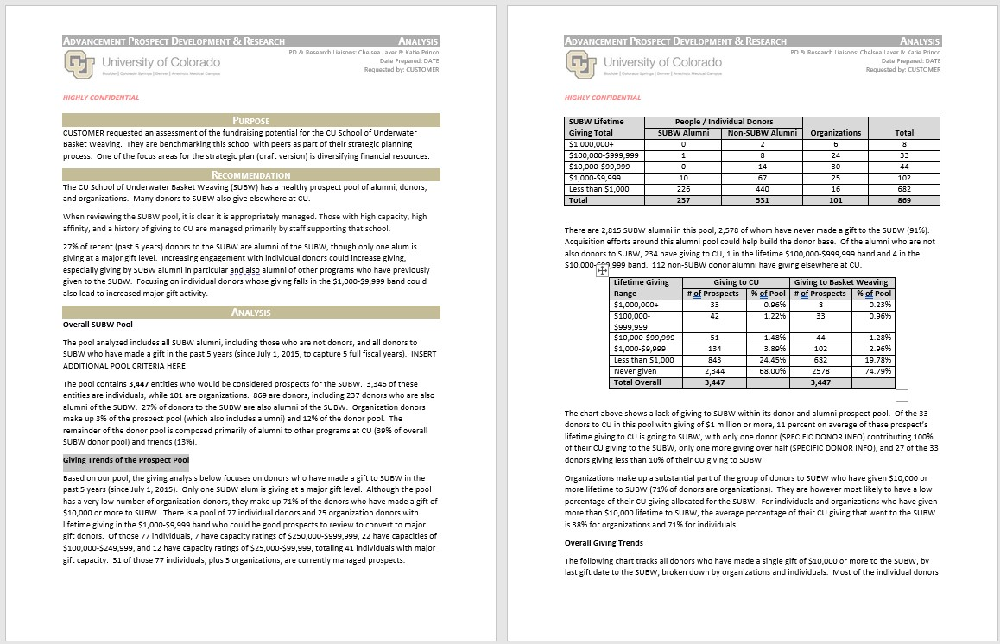 ADVANCEMENT PROSPECT DEVELOPMENT & RESEARCH ANALYSIS
PD & Research Liaisons: Chelsea Laxer & Katie Princo
CU University of Colorado
Date Prepared: DATE
Boulder | Colorado Springs | Denver | Anschutz Medical Campus
Requested by: CUSTOMER
HIGHLY CONFIDENTIAL
PURPOSE
CUSTOMER requested an assessment of the fundraising potential for the CU School of Underwater
Basket Weaving. They are benchmarking this school with peers as part of their strategic planning
process. One of the focus areas for the strategic plan (draft version) is diversifying financial resources.
RECOMMENDATION
The CU School of Underwater Basket Weaving (SUBW) has a healthy prospect pool of alumni, donors,
and organizations. Many donors to SUBW also give elsewhere at CU.
When reviewing the SUBW pool, it is clear it is appropriately managed. Those with high capacity, high
affinity, and a history of giving to CU are managed primarily by staff supporting that school.
27% of recent (past 5 years) donors to the SUBW are alumni of the SUBW, though only one alum is
giving at a major gift level. Increasing engagement with individual donors could increase giving,
especially giving by SUBW alumni in particular and also alumni of other programs who have previously
given to the SUBW. Focusing on individual donors whose giving falls in the $1,000-$9,999 band could
also lead to increased major gift activity.
ANALYSIS
Overall SUBW Pool
The pool analyzed includes all SUBW alumni, including those who are not donors, and all donors to
SUBW who have made a gift in the past 5 years (since July 1, 2015, to capture 5 full fiscal years). INSERT
ADDITIONAL POOL CRITERIA HERE
The pool contains 3,447 entities who would be considered prospects for the SUBW. 3,346 of these
entities are individuals, while 101 are organizations. 869 are donors, including 237 donors who are also
alumni of the SUBW. 27% of donors to the SUBW are also alumni of the SUBW. Organization donors
make up 3% of the prospect pool (which also includes alumni) and 12% of the donor pool. The
remainder of the donor pool is composed primarily of alumni to other programs at CU (39% of overall
SUBW donor pool) and friends (13%).
Giving Trends of the Prospect Pool
Based on our pool, the giving analysis below focuses on donors who have made a gift to SUBW in the
past 5 years (since July 1, 2015). Only one SUBW alum is giving at a major gift level. Although the pool
has a very low number of organization donors, they make up 71% of the donors who have made a gift of
$10,000 or more to SUBW. There is a pool of 77 individual donors and 25 organization donors with
lifetime giving in the $1,000-$9,999 band who could be good prospects to review to convert to major
gift donors. Of those 77 individuals, 7 have capacity ratings of $250,000-$999,999, 22 have capacities of
$100,000-$249,999, and 12 have capacity ratings of $25,000-$99,999, totaling 41 individuals with major
gift capacity. 31 of those 77 individuals, plus 3 organizations, are currently managed prospects.
ADVANCEMENT PROSPECT DEVELOPMENT & RESEARCH ANALYSIS
PD & Research Liaisons: Chelsea Laxer & Katie Princo
CU University of Colorado
Date Prepared: DATE
Boulder | Colorado Springs | Denver | Anschutz Medical Campus
Requested by: CUSTOMER
HIGHLY CONFIDENTIAL
SUBW Lifetime People / Individual Donors
Giving Total SUBW Alumni Non-SUBW Alumni Organizations Total
$1,000,000+ 0 2 6 8
$100,000-$999,999 1 8 24 33
$10,000-$99,999 0 14 30 44
$1,000-$9,999 10 67 25 102
Less than $1,000 226 440 16 682
Total 237 531 101 869
There are 2,815 SUBW alumni in this pool, 2,578 of whom have never made a gift to the SUBW (91%).
Acquisition efforts around this alumni pool could help build the donor base. Of the alumni who are not
also donors to SUBW, 234 have giving to CU, 1 in the lifetime $100,000-$999,999 band and 4 in the
$10,000-$99,999 band. 112 non-SUBW donor alumni have giving elsewhere at CU.
Lifetime Giving Giving to CU Giving to Basket Weaving
Range # of Prospects % of Pool # of Prospects % of Pool
$1,000,000+ 33 0.96% 8 0.23%
$100,000- 42 1.22% 33 0.96%
$999,999
$10,000-$99,999 51 1.48% 44 1.28%
$1,000-$9,999 134 3.89% 102 2.96%
Less than $1,000 843 24.45% 682 19.78%
Never given 2,344 68.00% 2578 74.79%
Total Overall 3,447 3,447
The chart above shows a lack of giving to SUBW within its donor and alumni prospect pool. Of the 33
donors to CU in this pool with giving of $1 million or more, 11 percent on average of these prospect's
lifetime giving to CU is going to SUBW, with only one donor (SPECIFIC DONOR INFO) contributing 100%
of their CU giving to the SUBW, only one more giving over half (SPECIFIC DONOR INFO), and 27 of the 33
donors giving less than 10% of their CU giving to SUBW.
Organizations make up a substantial part of the group of donors to SUBW who have given $10,000 or
more lifetime to SUBW (71% of donors are organizations). They are however most likely to have a low
percentage of their CU giving allocated for the SUBW. For individuals and organizations who have given
more than $10,000 lifetime to SUBW, the average percentage of their CU giving that went to the SUBW
is 38% for organizations and 71% for individuals.
Overall Giving Trends
The following chart tracks all donors who have made a single gift of $10,000 or more to the SUBW, by
last gift date to the SUBW, broken down by organizations and individuals. Most of the individual donors